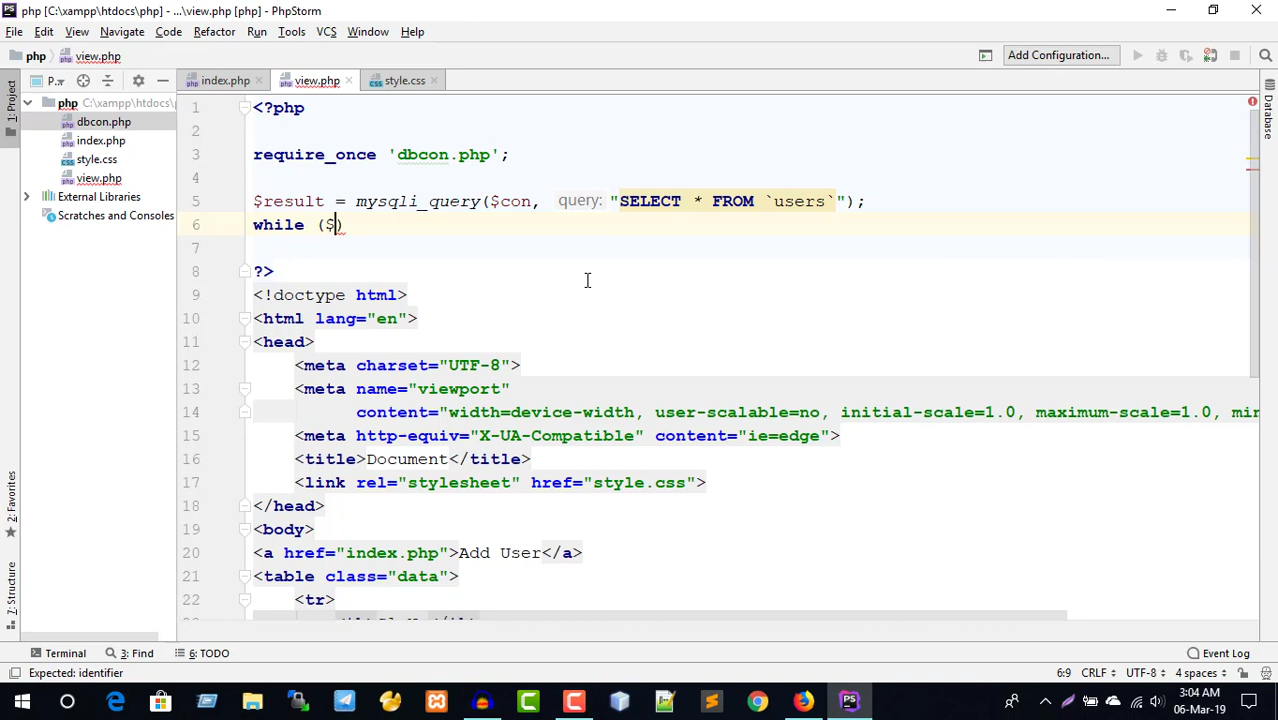 php [C:\xampp\htdocs\php] - ...\view.php [php] - PhpStorm
File Edit View Navigate Code Refactor Run Tools VCS Window Help
php view.php Add Configuration...
1: Project P... index.php view.php style.css Database
php C:\xampp\htdocs\p
dbcon.php
index.php
style.css
view.php
External Libraries
Scratches and Consoles
2: Favorites
7: Structure
1 <?php
2
3 require_once 'dbcon.php';
4
5 $result = mysqli_query($con, query: "SELECT * FROM `users`");
6 while ($)
7
8 ?>
9 <!doctype html>
10 <html lang="en">
11 <head>
12 <meta charset="UTF-8">
13 <meta name="viewport"
14 content="width=device-width, user-scalable=no, initial-scale=1.0, maximum-scale=1.0, min
15 <meta http-equiv="X-UA-Compatible" content="ie=edge">
16 <title>Document</title>
17 <link rel="stylesheet" href="style.css">
18 </head>
19 <body>
20 <a href="index.php">Add User</a>
21 <table class="data">
22 <tr>
Terminal 3: Find 6: TODO Event Log
Expected: identifier 6:9 CRLF UTF-8 4 spaces
3:04 AM
06-Mar-19